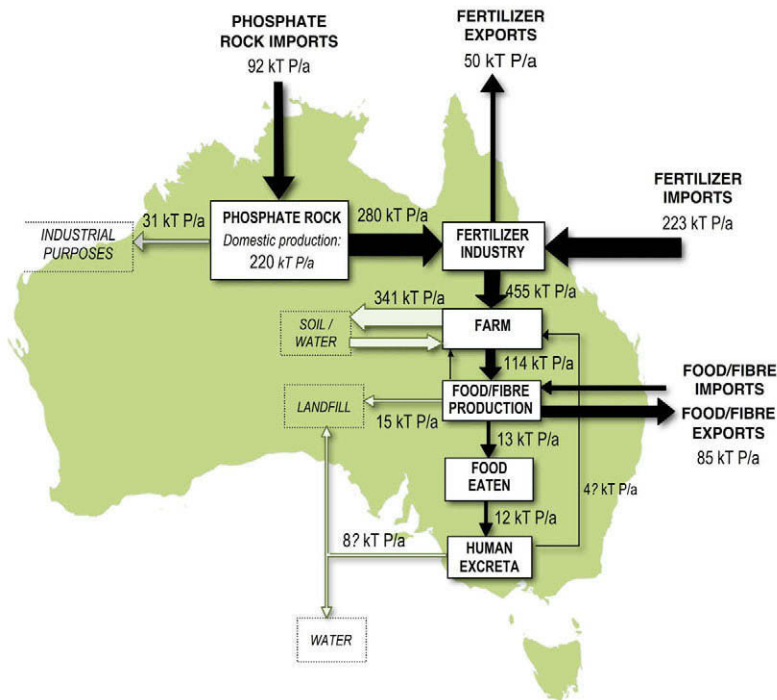 PHOSPHATE
ROCK IMPORTS
92 kT P/a
FERTILIZER
EXPORTS
50 kT P/a
FERTILIZER
IMPORTS
223 kT P/a
31 kT P/a
INDUSTRIAL
PURPOSES
PHOSPHATE ROCK
Domestic production:
220 kT P/a
280 kT P/a
FERTILIZER
INDUSTRY
455 kT P/a
341 kT P/a
SOIL /
WATER
FARM
114 kT P/a
LANDFILL
15 kT P/a
FOOD/FIBRE
PRODUCTION
FOOD/FIBRE
IMPORTS
FOOD/FIBRE
EXPORTS
85 kT P/a
13 kT P/a
FOOD
EATEN
4? kT P/a
12 kT P/a
8? kT P/a
HUMAN
EXCRETA
WATER